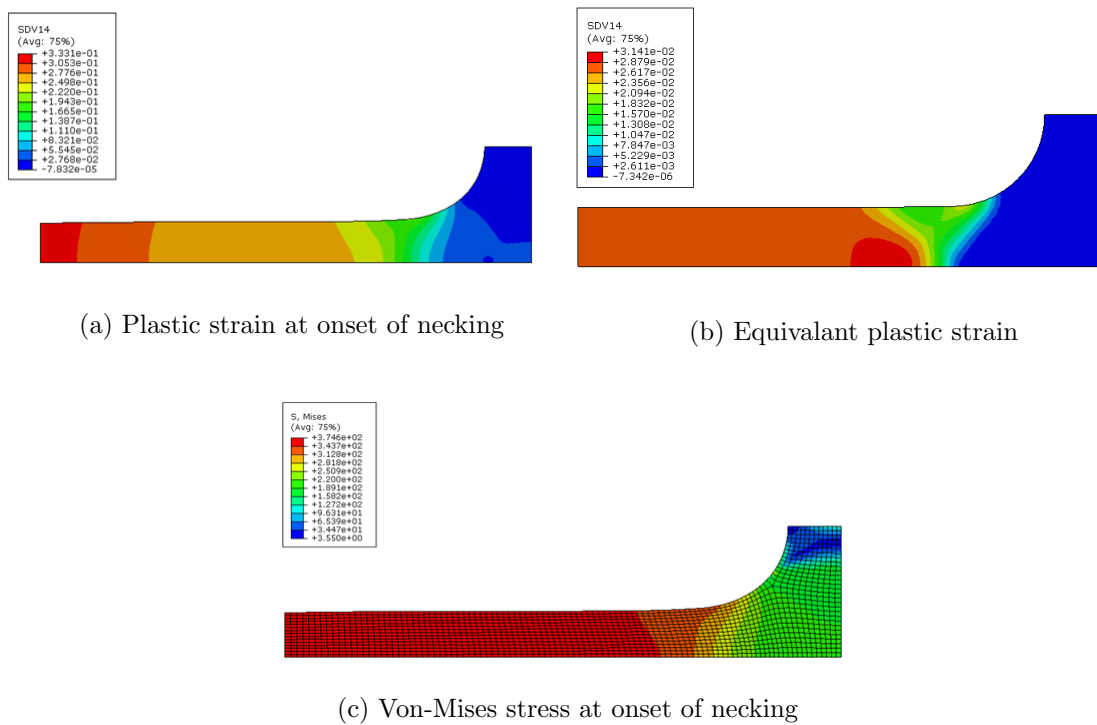 SDV14
(Avg: 75%)
+3.331e-01
+3.053e-01
+2.776e-01
+2.498e-01
+2.220e-01
+1.943e-01
+1.665e-01
+1.387e-01
+1.110e-01
+8.321e-02
+5.545e-02
+2.768e-02
-7.832e-05
SDV14
(Avg: 75%)
+3.141e-02
+2.879e-02
+2.617e-02
+2.356e-02
+2.094e-02
+1.832e-02
+1.570e-02
+1.308e-02
+1.047e-02
+7.847e-03
+5.229e-03
+2.611e-03
-7.342e-06
(a) Plastic strain at onset of necking
(b) Equivalant plastic strain
S, Mises
(Avg: 75%)
+3.746e+02
+3.437e+02
+3.128e+02
+2.818e+02
+2.509e+02
+2.200e+02
+1.891e+02
+1.582e+02
+1.272e+02
+9.631e+01
+6.539e+01
+3.447e+01
+3.550e+00
(c) Von-Mises stress at onset of necking